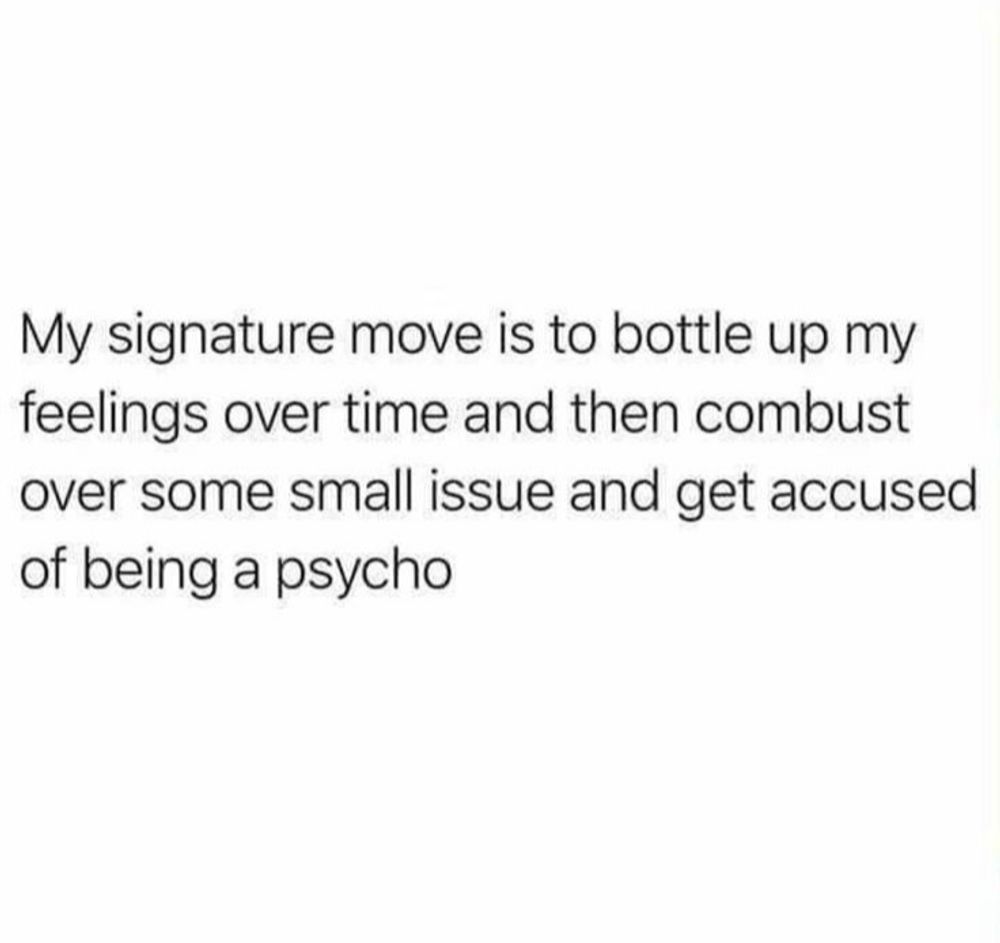 My signature move is to bottle up my
feelings over time and then combust
over some small issue and get accused
of being a psycho